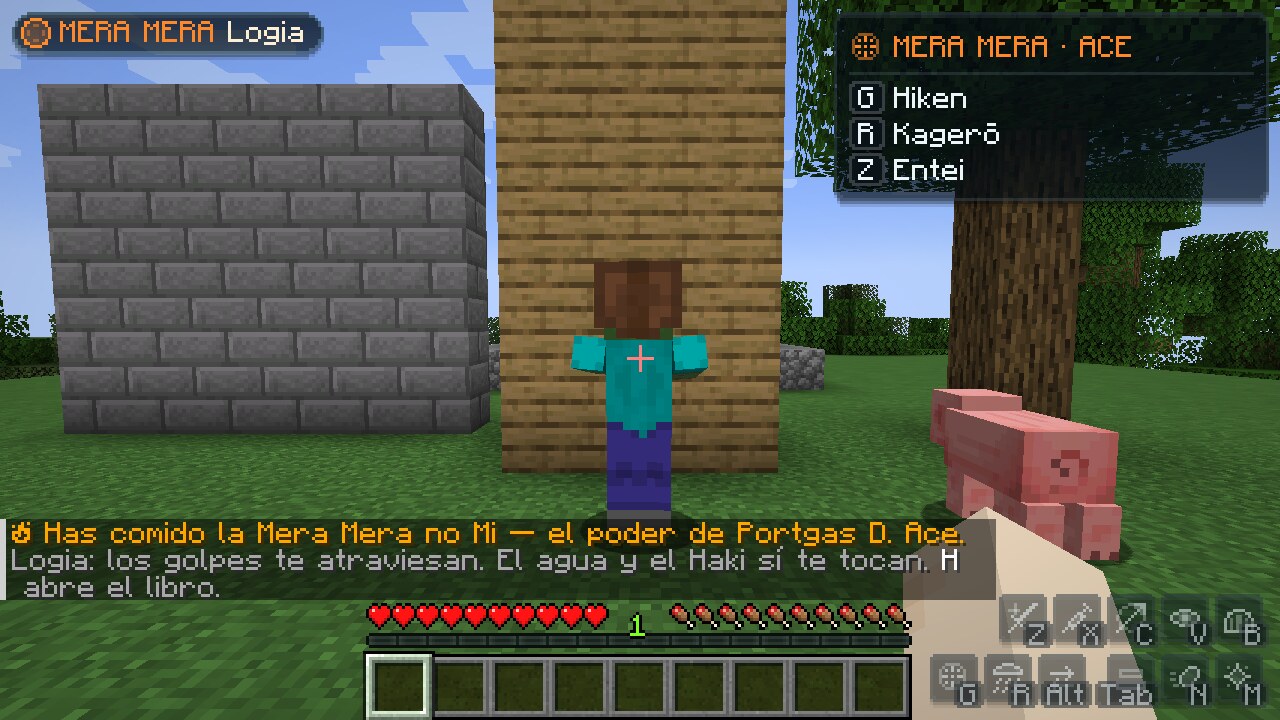 MERA MERA Logia
MERA MERA · ACE
G Hiken
R Kagerō
Z Entei
Has comido la Mera Mera no Mi — el poder de Portgas D. Ace.
Logia: los golpes te atraviesan. El agua y el Haki sí te tocan. H
abre el libro.
1
Z X C V B
G R Alt Tab N M